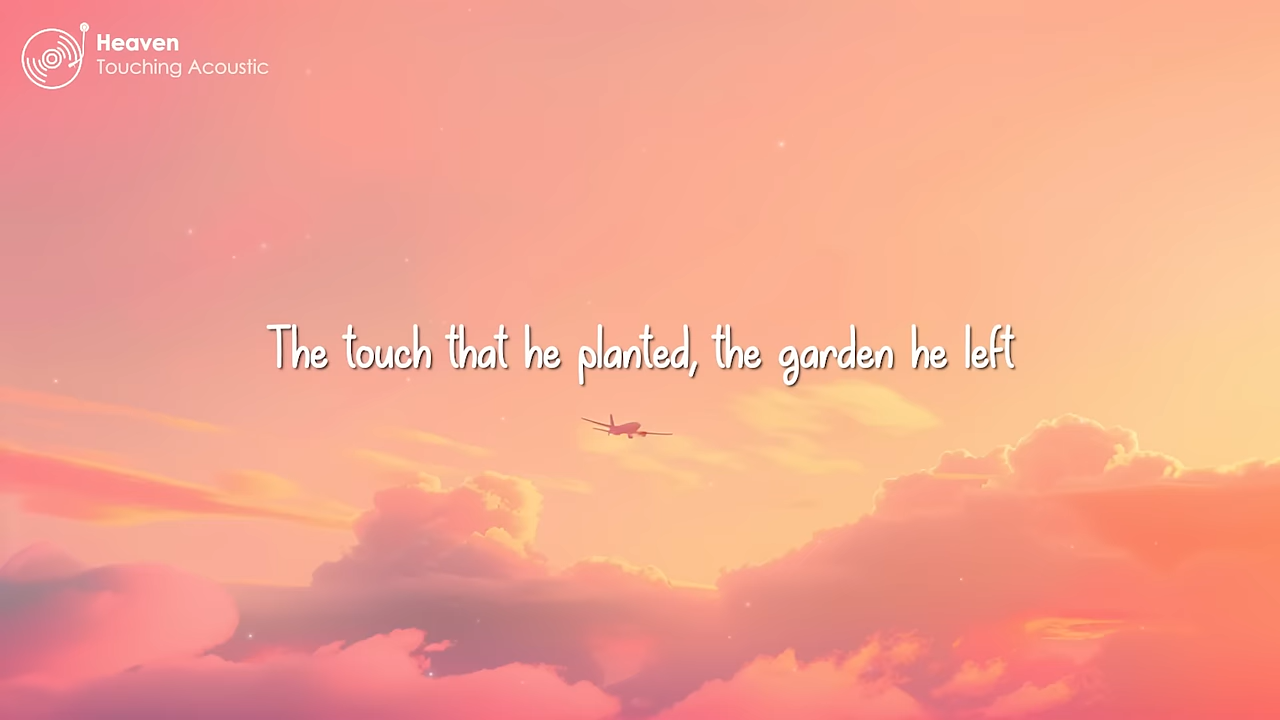 Heaven
Touching Acoustic
The touch that he planted, the garden he left